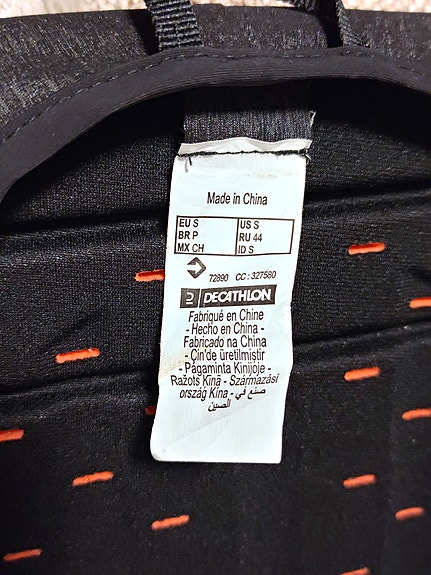 Made in China
EU S US S
BR P RU 44
MX CH ID S
72890 CC : 327580
DECATHLON
Fabriqué en Chine
- Hecho en China -
Fabricado na China
- Çin'de üretilmiştir
- Pagaminta Kinijoje -
Ražots Ķīnā - Származási
ország Kína - صنع في
الصين